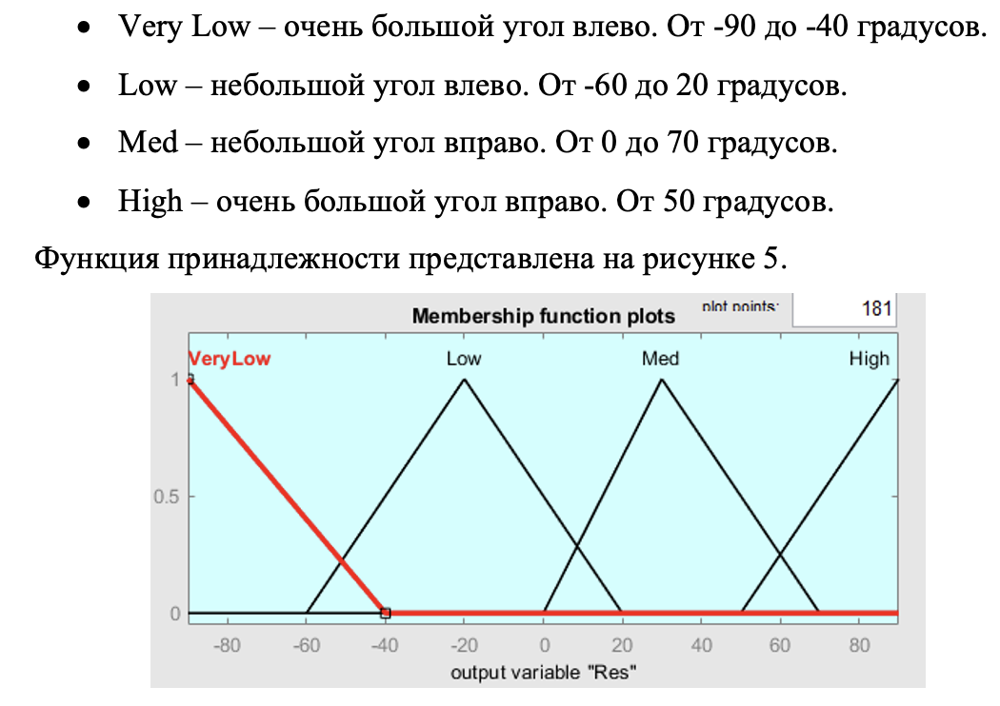 • Very Low – очень большой угол влево. От -90 до -40 градусов.
• Low – небольшой угол влево. От -60 до 20 градусов.
• Med – небольшой угол вправо. От 0 до 70 градусов.
• High – очень большой угол вправо. От 50 градусов.
Функция принадлежности представлена на рисунке 5.
Membership function plots plot points: 181
VeryLow Low Med High
1
0.5
0
-80 -60 -40 -20 0 20 40 60 80
output variable "Res"